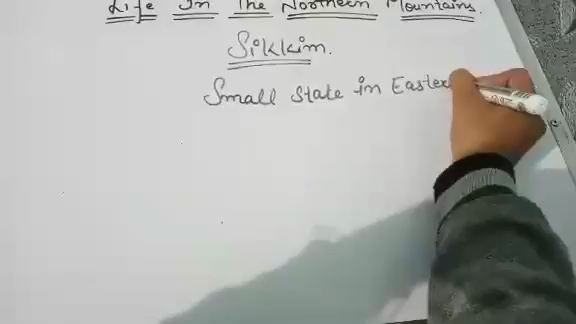 Life In The Northern Mountains.
Sikkim.
Small State in Easter